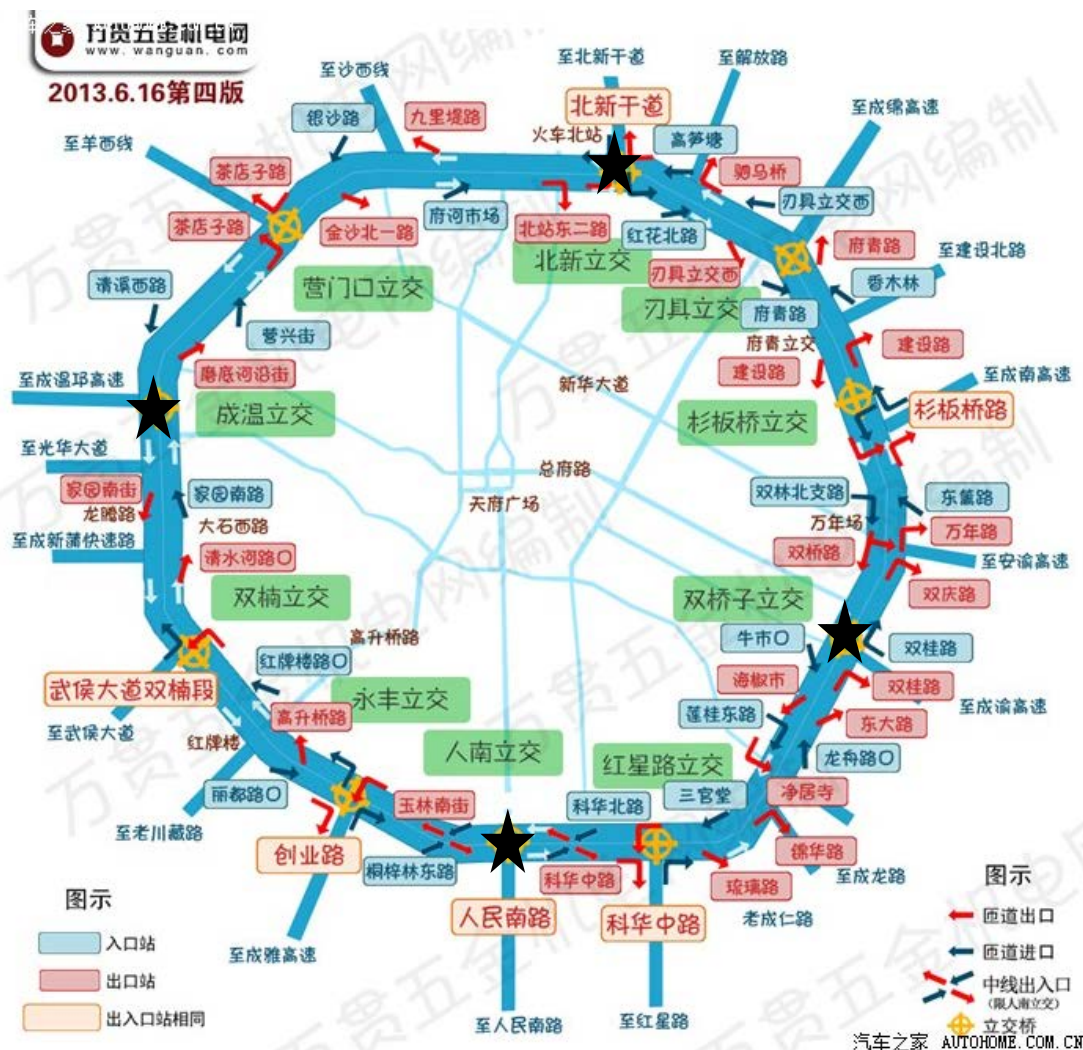 万贯五金机电网
www.wanguan.com
2013.6.16第四版
至沙西线
至北新干道
至解放路
至成绵高速
至羊西线
银沙路
九里堤路
北新干道
火车北站
高笋塘
驷马桥
刃具立交西
茶店子路
茶店子路
金沙北一路
府河市场
北站东二路
红花北路
府青路
至建设北路
北新立交
营门口立交
刃具立交西
刃具立交
香木林
府青路
请溪西路
营兴街
府青立交
建设路
建设路
磨底河沿街
至成温邛高速
成温立交
新华大道
杉板桥立交
至成南高速
杉板桥路
至光华大道
家园南街
龙腾路
家园南路
大石西路
总府路
天府广场
双林北支路
万年场
东篱路
万年路
至成新蒲快速路
请水河路口
双桥路
至安渝高速
双庆路
双楠立交
双桥子立交
高升桥路
牛市口
双桂路
红牌楼路口
武侯大道双楠段
永丰立交
海椒市
双桂路
至成渝高速
至武侯大道
红牌楼
高升桥路
莲桂东路
东大路
人南立交
红星路立交
龙舟路口
丽都路口
玉林南街
科华北路
三官堂
净居寺
至老川藏路
创业路
桐梓林东路
科华中路
琉璃路
锦华路
至成龙路
老成仁路
人民南路
科华中路
至成雅高速
至人民南路
至红星路
图示
入口站
出口站
出入口站相同
图示
匝道出口
匝道进口
中线出入口
(限人南立交)
立交桥
汽车之家 AUTOHOME.COM.CN